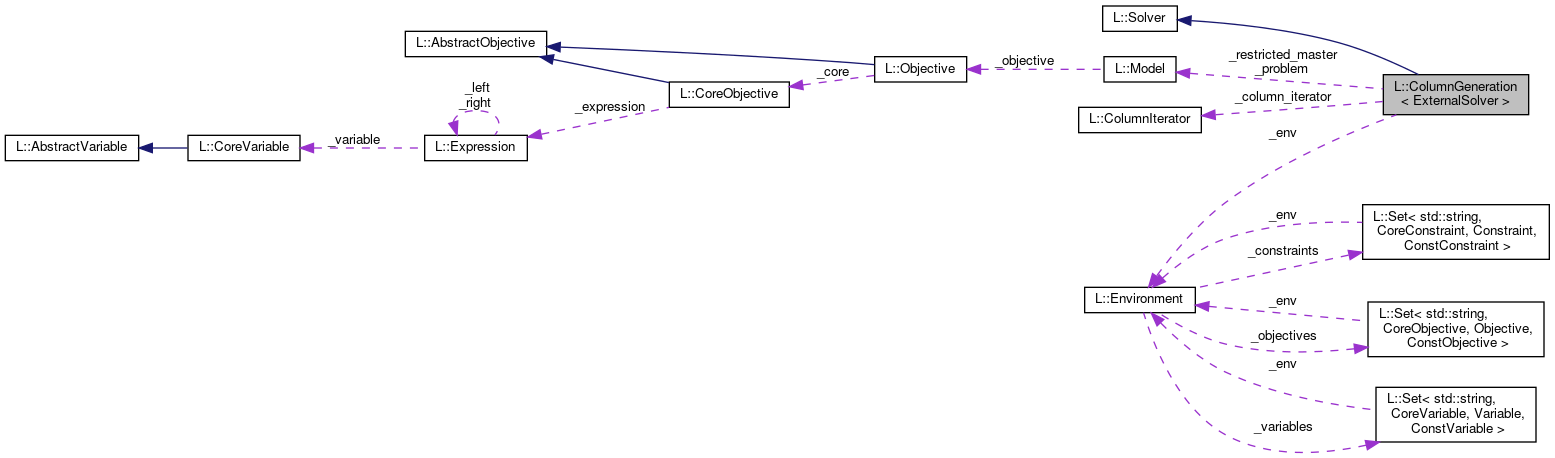 L::Solver
L::AbstractObjective
_restricted_master
_problem
_objective
L::Objective
L::Model
_core
_left
_right
L::CoreObjective
L::ColumnGeneration
< ExternalSolver >
_column_iterator
_expression
L::ColumnIterator
_env
L::AbstractVariable
L::CoreVariable
_variable
L::Expression
_env
L::Set< std::string,
CoreConstraint, Constraint,
ConstConstraint >
_constraints
L::Environment
_env
L::Set< std::string,
CoreObjective, Objective,
ConstObjective >
_objectives
_env
L::Set< std::string,
CoreVariable, Variable,
ConstVariable >
_variables